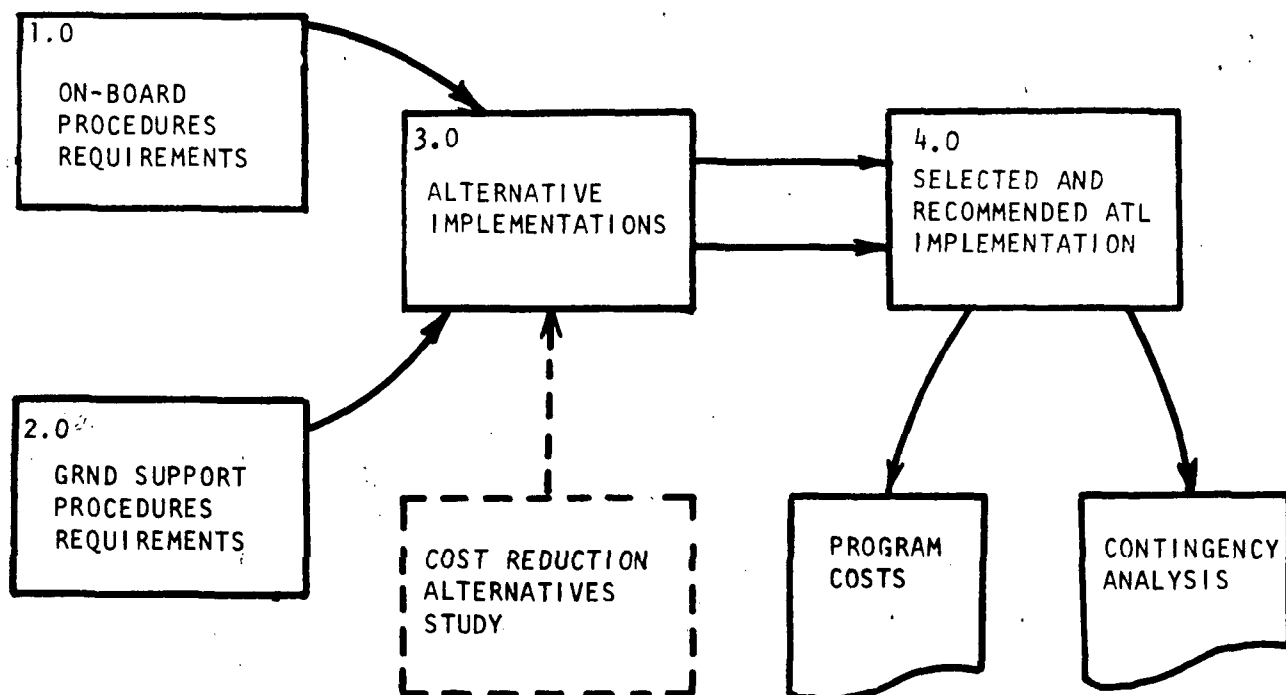 1.0
ON-BOARD
PROCEDURES
REQUIREMENTS
3.0
ALTERNATIVE
IMPLEMENTATIONS
4.0
SELECTED AND
RECOMMENDED ATL
IMPLEMENTATION
2.0
GRND SUPPORT
PROCEDURES
REQUIREMENTS
COST REDUCTION
ALTERNATIVES
STUDY
PROGRAM
COSTS
CONTINGENCY
ANALYSIS